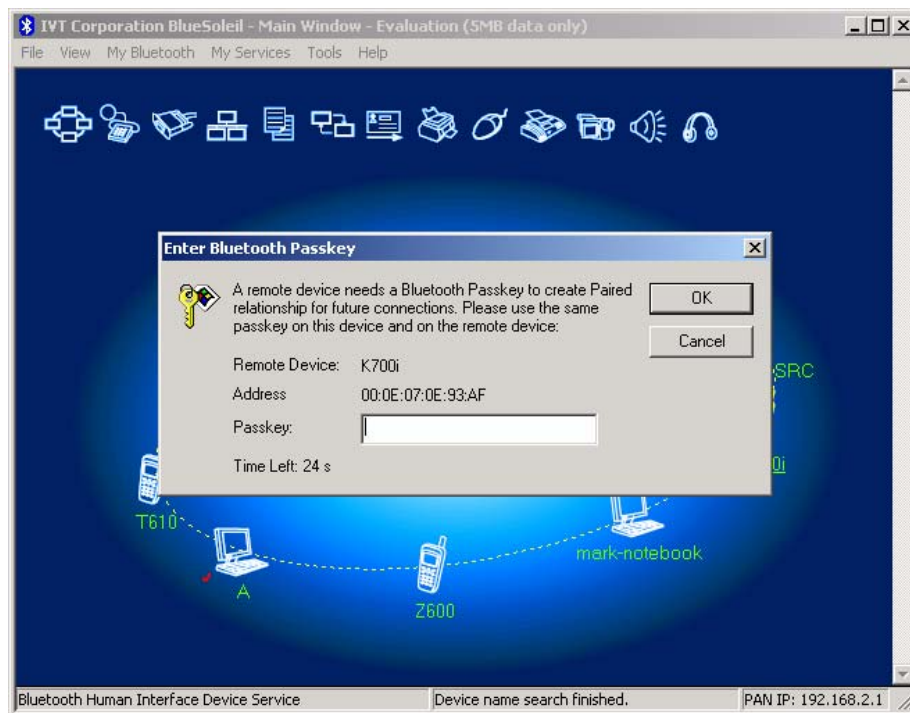 IVT Corporation BlueSoleil - Main Window - Evaluation (5MB data only)
File View My Bluetooth My Services Tools Help
Enter Bluetooth Passkey
A remote device needs a Bluetooth Passkey to create Paired
relationship for future connections. Please use the same
passkey on this device and on the remote device:
OK
Cancel
Remote Device: K700i
Address 00:0E:07:0E:93:AF
Passkey:
Time Left: 24 s
SRC
0i
T610
A
Z600
mark-notebook
Bluetooth Human Interface Device Service Device name search finished. PAN IP: 192.168.2.1